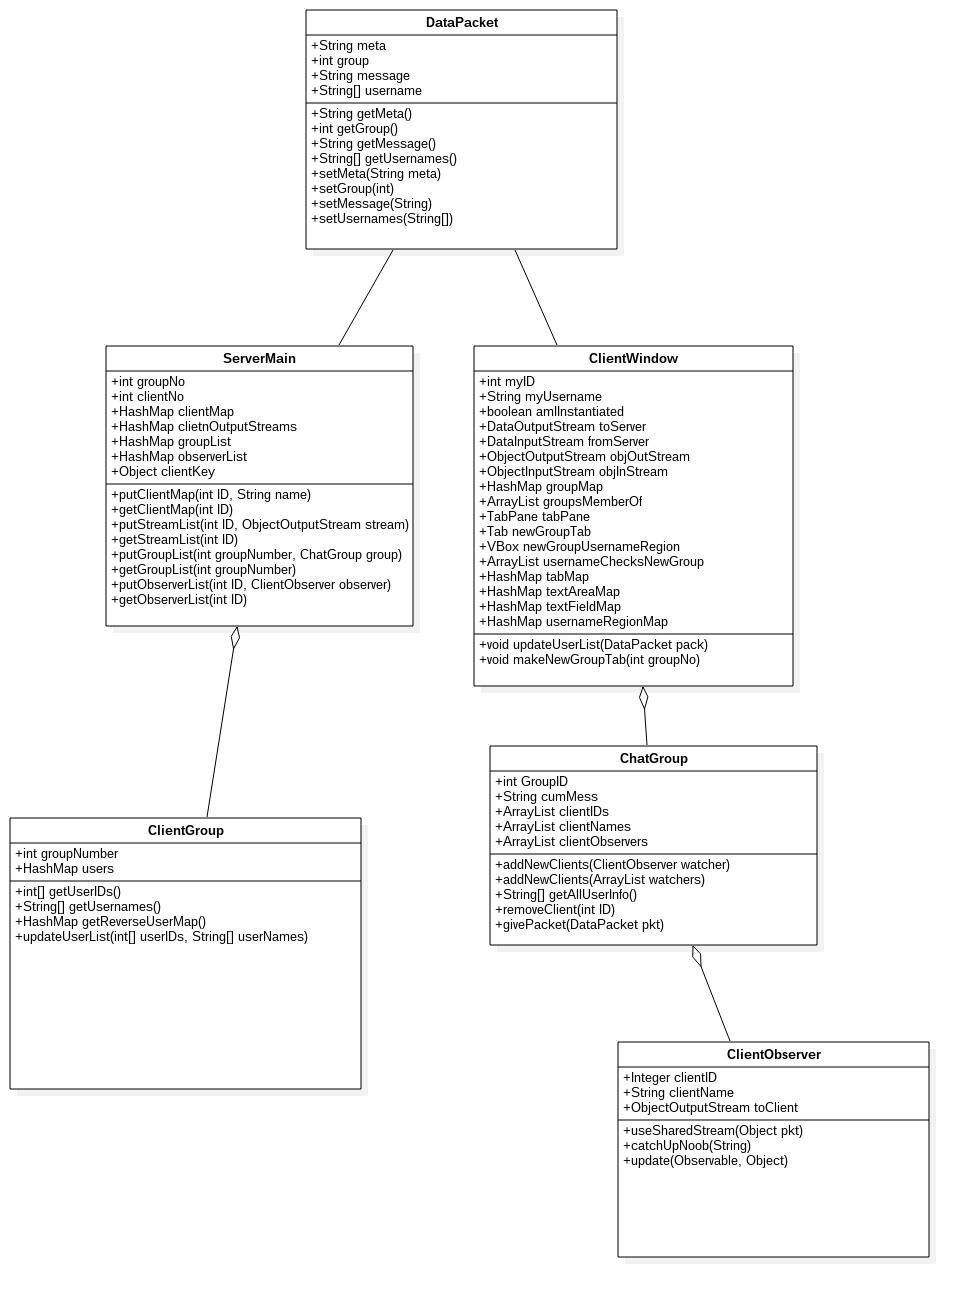 DataPacket
+String meta
+int group
+String message
+String[] username
+String getMeta()
+int getGroup()
+String getMessage()
+String[] getUsernames()
+setMeta(String meta)
+setGroup(int)
+setMessage(String)
+setUsernames(String[])
ServerMain
+int groupNo
+int clientNo
+HashMap clientMap
+HashMap clietnOutputStreams
+HashMap groupList
+HashMap observerList
+Object clientKey
+putClientMap(int ID, String name)
+getClientMap(int ID)
+putStreamList(int ID, ObjectOutputStream stream)
+getStreamList(int ID)
+putGroupList(int groupNumber, ChatGroup group)
+getGroupList(int groupNumber)
+putObserverList(int ID, ClientObserver observer)
+getObserverList(int ID)
ClientWindow
+int myID
+String myUsername
+boolean amIInstantiated
+DataOutputStream toServer
+DataInputStream fromServer
+ObjectOutputStream objOutStream
+ObjectInputStream objInStream
+HashMap groupMap
+ArrayList groupsMemberOf
+TabPane tabPane
+Tab newGroupTab
+VBox newGroupUsernameRegion
+ArrayList usernameChecksNewGroup
+HashMap tabMap
+HashMap textAreaMap
+HashMap textFieldMap
+HashMap usernameRegionMap
+void updateUserList(DataPacket pack)
+void makeNewGroupTab(int groupNo)
ChatGroup
+int GroupID
+String cumMess
+ArrayList clientIDs
+ArrayList clientNames
+ArrayList clientObservers
+addNewClients(ClientObserver watcher)
+addNewClients(ArrayList watchers)
+String[] getAllUserInfo()
+removeClient(int ID)
+givePacket(DataPacket pkt)
ClientGroup
+int groupNumber
+HashMap users
+int[] getUserIDs()
+String[] getUsernames()
+HashMap getReverseUserMap()
+updateUserList(int[] userIDs, String[] userNames)
ClientObserver
+Integer clientID
+String clientName
+ObjectOutputStream toClient
+useSharedStream(Object pkt)
+catchUpNoob(String)
+update(Observable, Object)